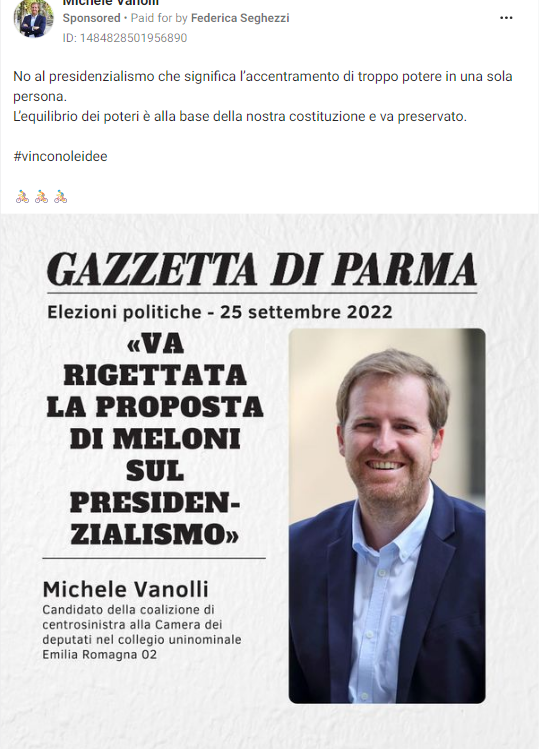 Michele Vanolli
Sponsored • Paid for by Federica Seghezzi
ID: 1484828501956890
No al presidenzialismo che significa l'accentramento di troppo potere in una sola
persona.
L'equilibrio dei poteri è alla base della nostra costituzione e va preservato.
#vinconoleidee
GAZZETTA DI PARMA
Elezioni politiche - 25 settembre 2022
«VA
RIGETTATA
LA PROPOSTA
DI MELONI
SUL
PRESIDEN-
ZIALISMO»
Michele Vanolli
Candidato della coalizione di
centrosinistra alla Camera dei
deputati nel collegio uninominale
Emilia Romagna 02